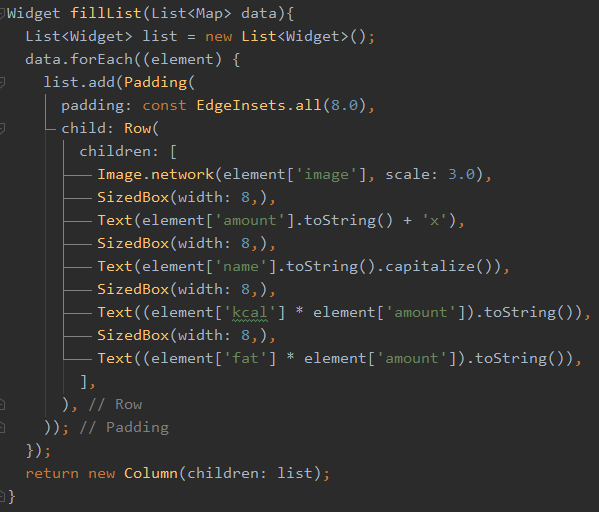 Widget fillList(List<Map> data){
  List<Widget> list = new List<Widget>();
  data.forEach((element) {
    list.add(Padding(
      padding: const EdgeInsets.all(8.0),
      child: Row(
        children: [
          Image.network(element['image'], scale: 3.0),
          SizedBox(width: 8,),
          Text(element['amount'].toString() + 'x'),
          SizedBox(width: 8,),
          Text(element['name'].toString().capitalize()),
          SizedBox(width: 8,),
          Text((element['kcal'] * element['amount']).toString()),
          SizedBox(width: 8,),
          Text((element['fat'] * element['amount']).toString()),
        ],
      ), // Row
    )); // Padding
  });
  return new Column(children: list);
}